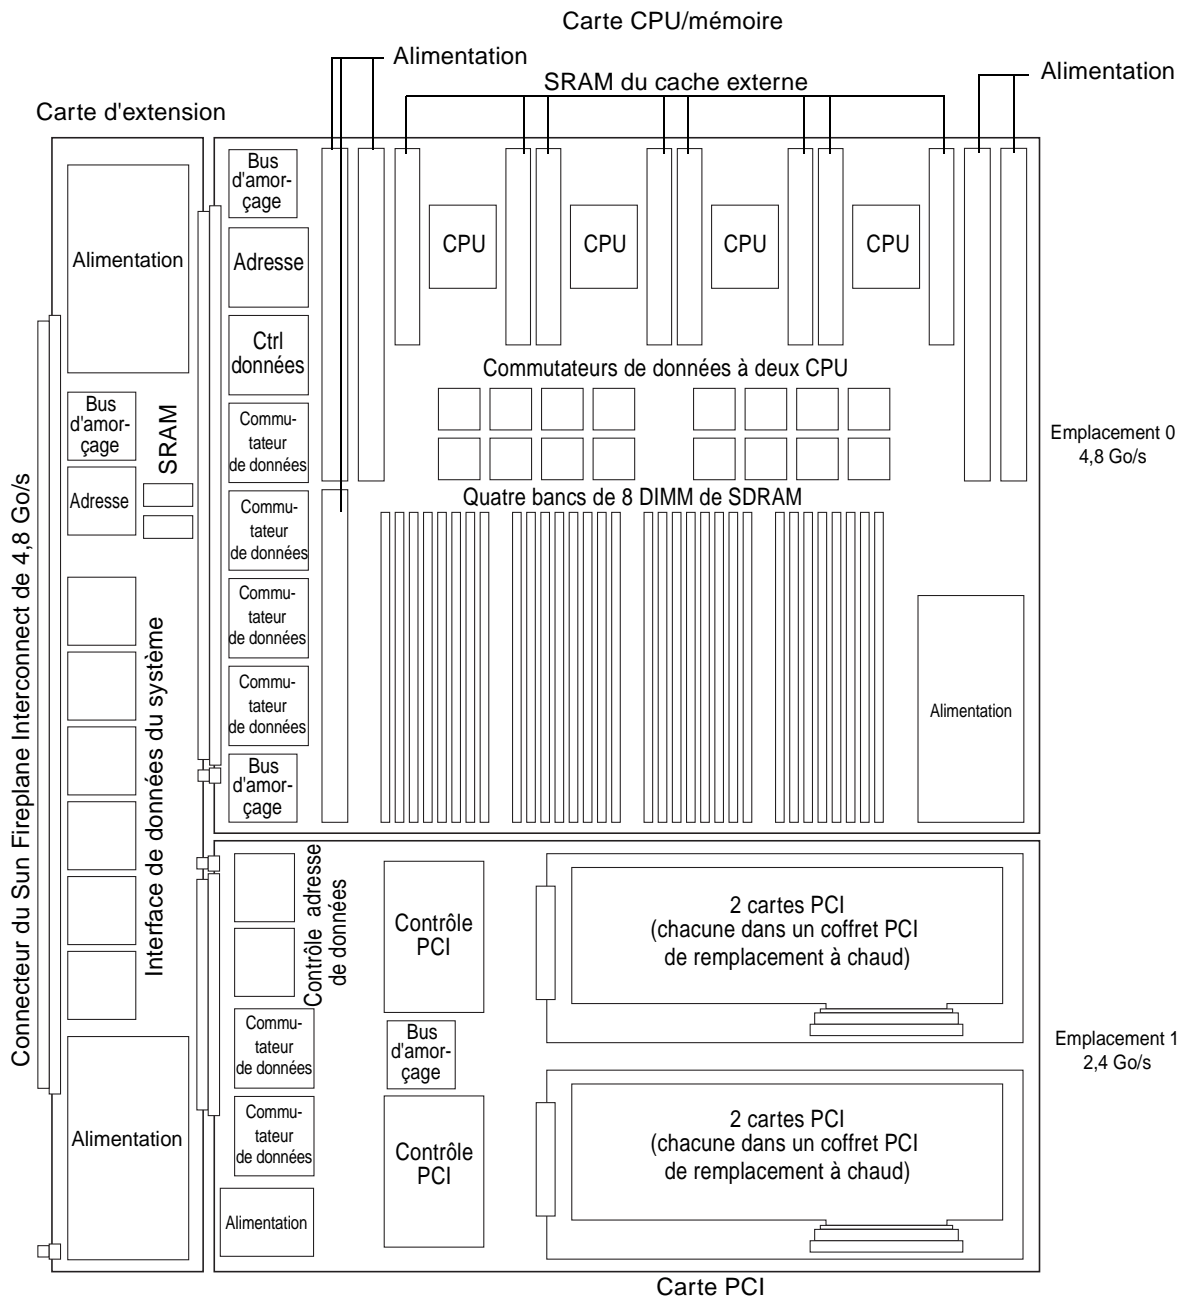 Carte CPU/mémoire
Alimentation
SRAM du cache externe
Alimentation
Carte d'extension
Bus
d'amor-
çage
Adresse
Ctrl
données
Commu-
tateur
de données
Commu-
tateur
de données
Commu-
tateur
de données
Commu-
tateur
de données
Bus
d'amor-
çage
CPU
CPU
CPU
CPU
Commutateurs de données à deux CPU
Quatre bancs de 8 DIMM de SDRAM
Alimentation
Emplacement 0
4,8 Go/s
Alimentation
Bus
d'amor-
çage
SRAM
Adresse
Interface de données du système
Connecteur du Sun Fireplane Interconnect de 4,8 Go/s
Alimentation
Contrôle adresse
de données
Commu-
tateur
de données
Commu-
tateur
de données
Alimentation
Contrôle
PCI
Bus
d'amor-
çage
Contrôle
PCI
2 cartes PCI
(chacune dans un coffret PCI
de remplacement à chaud)
2 cartes PCI
(chacune dans un coffret PCI
de remplacement à chaud)
Emplacement 1
2,4 Go/s
Carte PCI